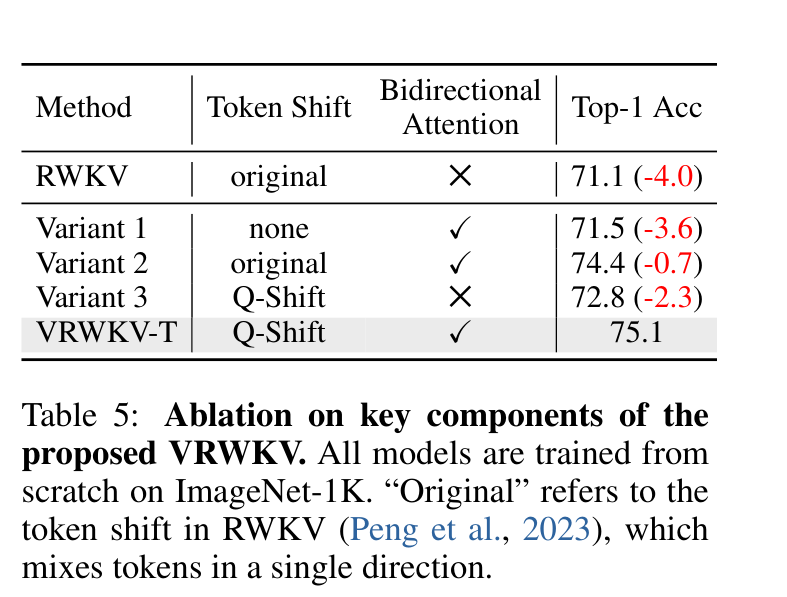 Method Token Shift Bidirectional Attention Top-1 Acc
RWKV original ✕ 71.1 (-4.0)
Variant 1 none ✓ 71.5 (-3.6)
Variant 2 original ✓ 74.4 (-0.7)
Variant 3 Q-Shift ✕ 72.8 (-2.3)
VRWKV-T Q-Shift ✓ 75.1
Table 5: Ablation on key components of the
proposed VRWKV. All models are trained from
scratch on ImageNet-1K. “Original” refers to the
token shift in RWKV (Peng et al., 2023), which
mixes tokens in a single direction.